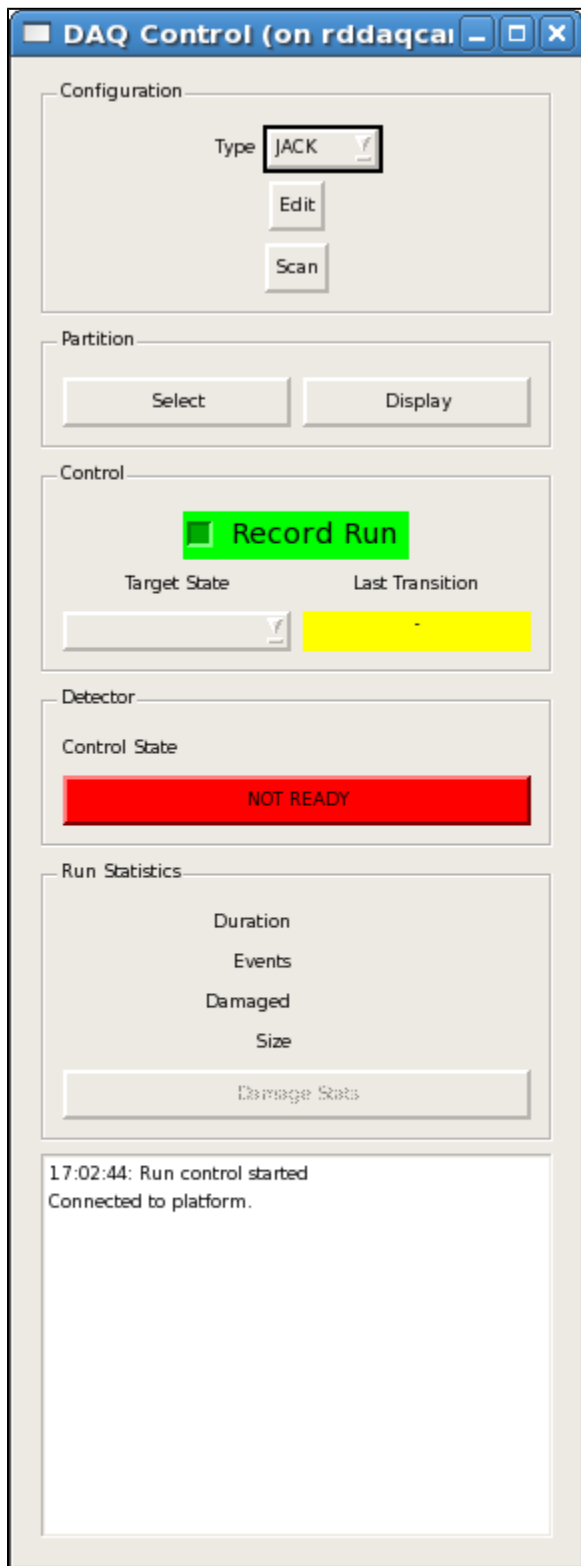 DAQ Control (on rddaqcar
Configuration
Type JACK
Edit
Scan
Partition
Select Display
Control
Record Run
Target State Last Transition
-
Detector
Control State
NOT READY
Run Statistics
Duration
Events
Damaged
Size
Damage Stats
17:02:44: Run control started
Connected to platform.